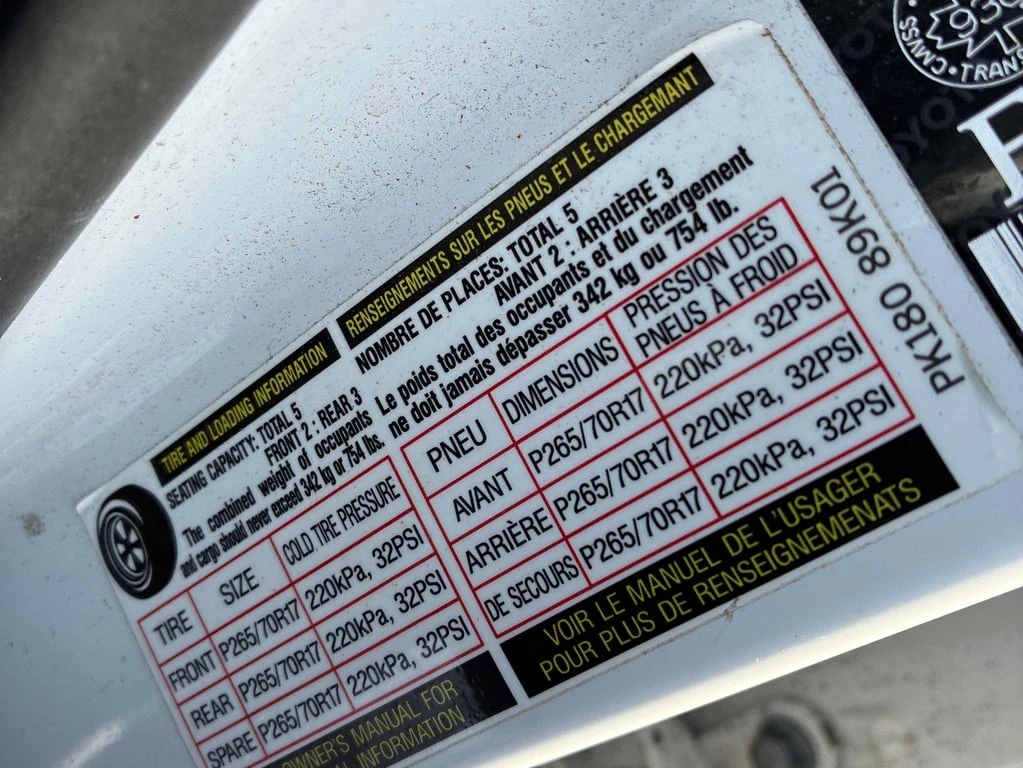 TIRE AND LOADING INFORMATION
SEATING CAPACITY: TOTAL 5
FRONT 2 : REAR 3
The combined weight of occupants
and cargo should never exceed 342 kg or 754 lbs.
TIRE SIZE COLD TIRE PRESSURE
FRONT P265/70R17 220kPa, 32PSI
REAR P265/70R17 220kPa, 32PSI
SPARE P265/70R17 220kPa, 32PSI
OWNER'S MANUAL FOR
INFORMATION
RENSEIGNEMENTS SUR LES PNEUS ET LE CHARGEMANT
NOMBRE DE PLACES: TOTAL 5
AVANT 2 : ARRIÈRE 3
Le poids total des occupants et du chargement
ne doit jamais dépasser 342 kg ou 754 lb.
PNEU DIMENSIONS PRESSION DES
PNEUS À FROID
AVANT P265/70R17 220kPa, 32PSI
ARRIÈRE P265/70R17 220kPa, 32PSI
DE SECOURS P265/70R17 220kPa, 32PSI
VOIR LE MANUEL DE L'USAGER
POUR PLUS DE RENSEIGNEMENATS
PK180 89K01
CNVSS • TRANS